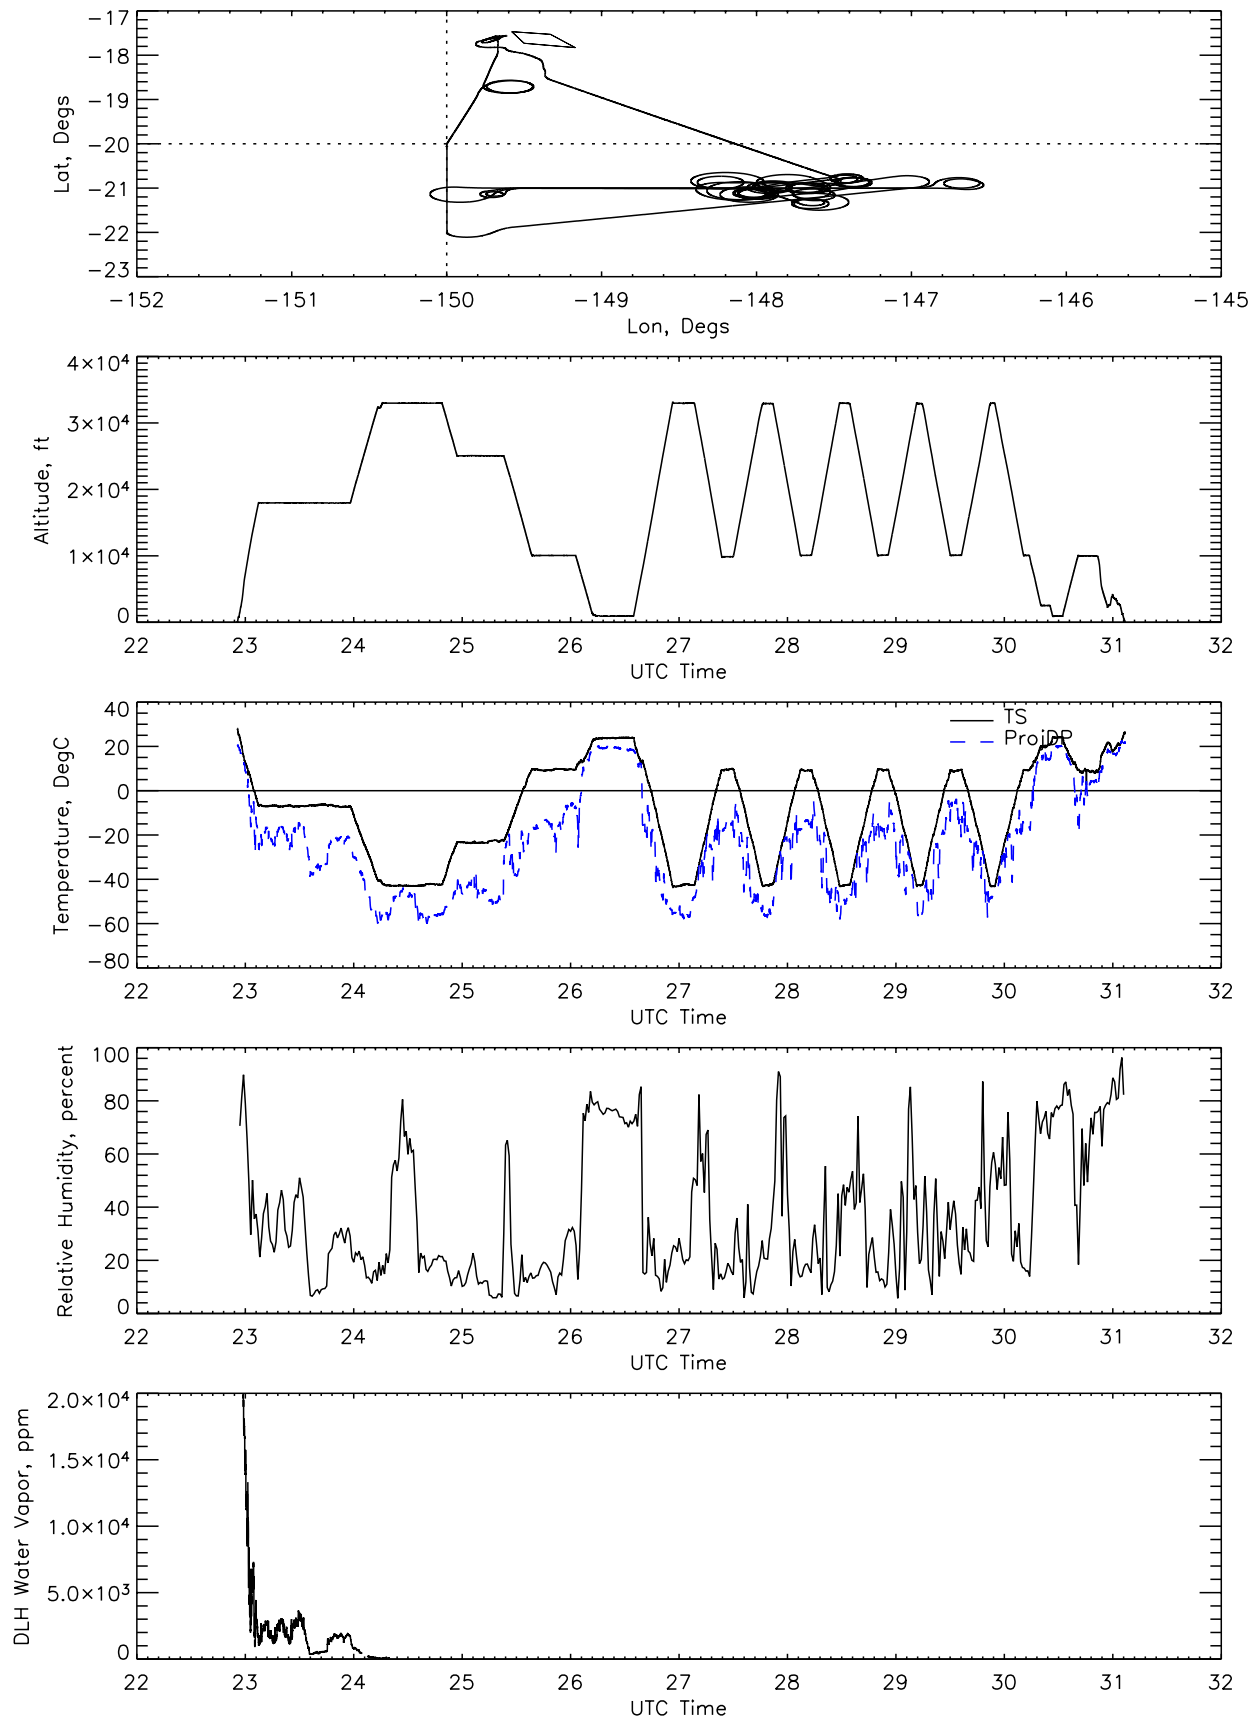 -17
-18
-19
-20
-21
-22
-23
Lat, Degs
-152 -151 -150 -149 -148 -147 -146 -145
Lon, Degs
4×10⁴
3×10⁴
2×10⁴
1×10⁴
0
Altitude, ft
22 23 24 25 26 27 28 29 30 31 32
UTC Time
40
20
0
-20
-40
-60
-80
Temperature, DegC
TS
ProjDP
22 23 24 25 26 27 28 29 30 31 32
UTC Time
100
80
60
40
20
0
Relative Humidity, percent
22 23 24 25 26 27 28 29 30 31 32
UTC Time
2.0×10⁴
1.5×10⁴
1.0×10⁴
5.0×10³
0
DLH Water Vapor, ppm
22 23 24 25 26 27 28 29 30 31 32
UTC Time